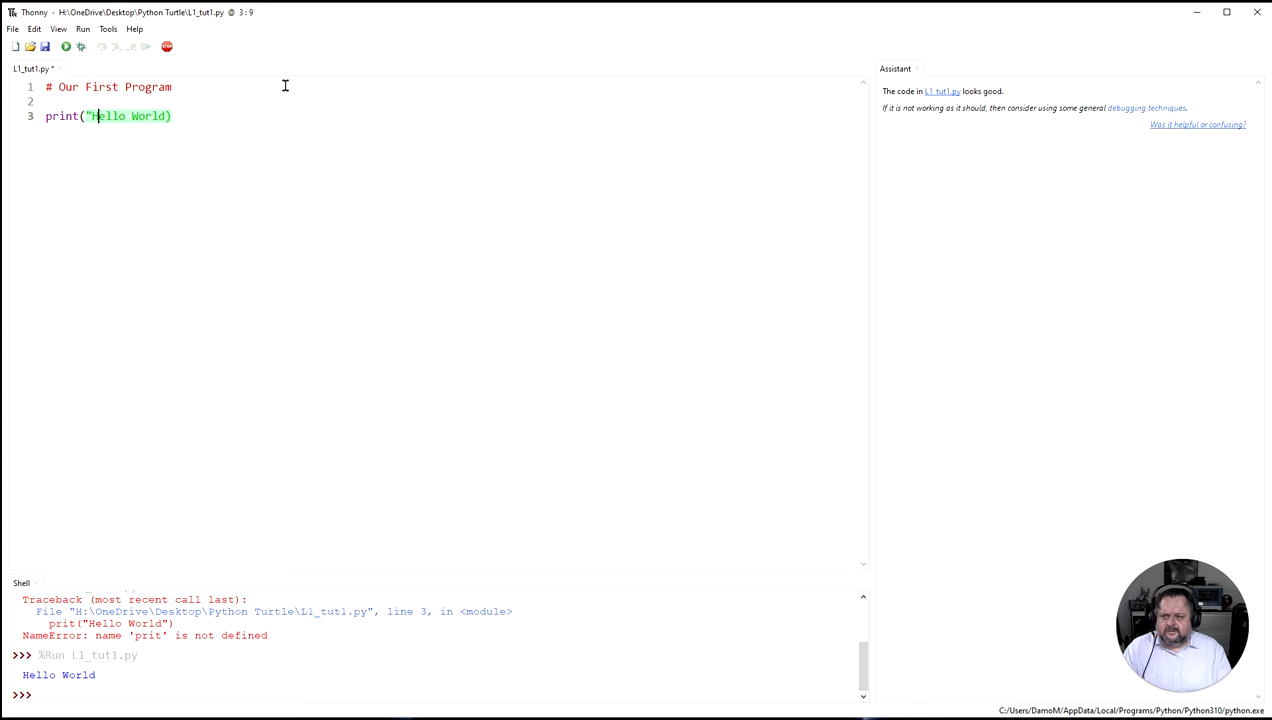 Thonny - H:\OneDrive\Desktop\Python Turtle\L1_tut1.py @ 3:9
File Edit View Run Tools Help
STOP
L1_tut1.py *
1 # Our First Program
2
3 print("Hello World)
Assistant
The code in L1_tut1.py looks good.
If it is not working as it should, then consider using some general debugging techniques.
Was it helpful or confusing?
Shell
Traceback (most recent call last):
File "H:\OneDrive\Desktop\Python Turtle\L1_tut1.py", line 3, in <module>
prit("Hello World")
NameError: name 'prit' is not defined
>>> %Run L1_tut1.py
Hello World
>>>
C:/Users/DamoM/AppData/Local/Programs/Python/Python310/python.exe